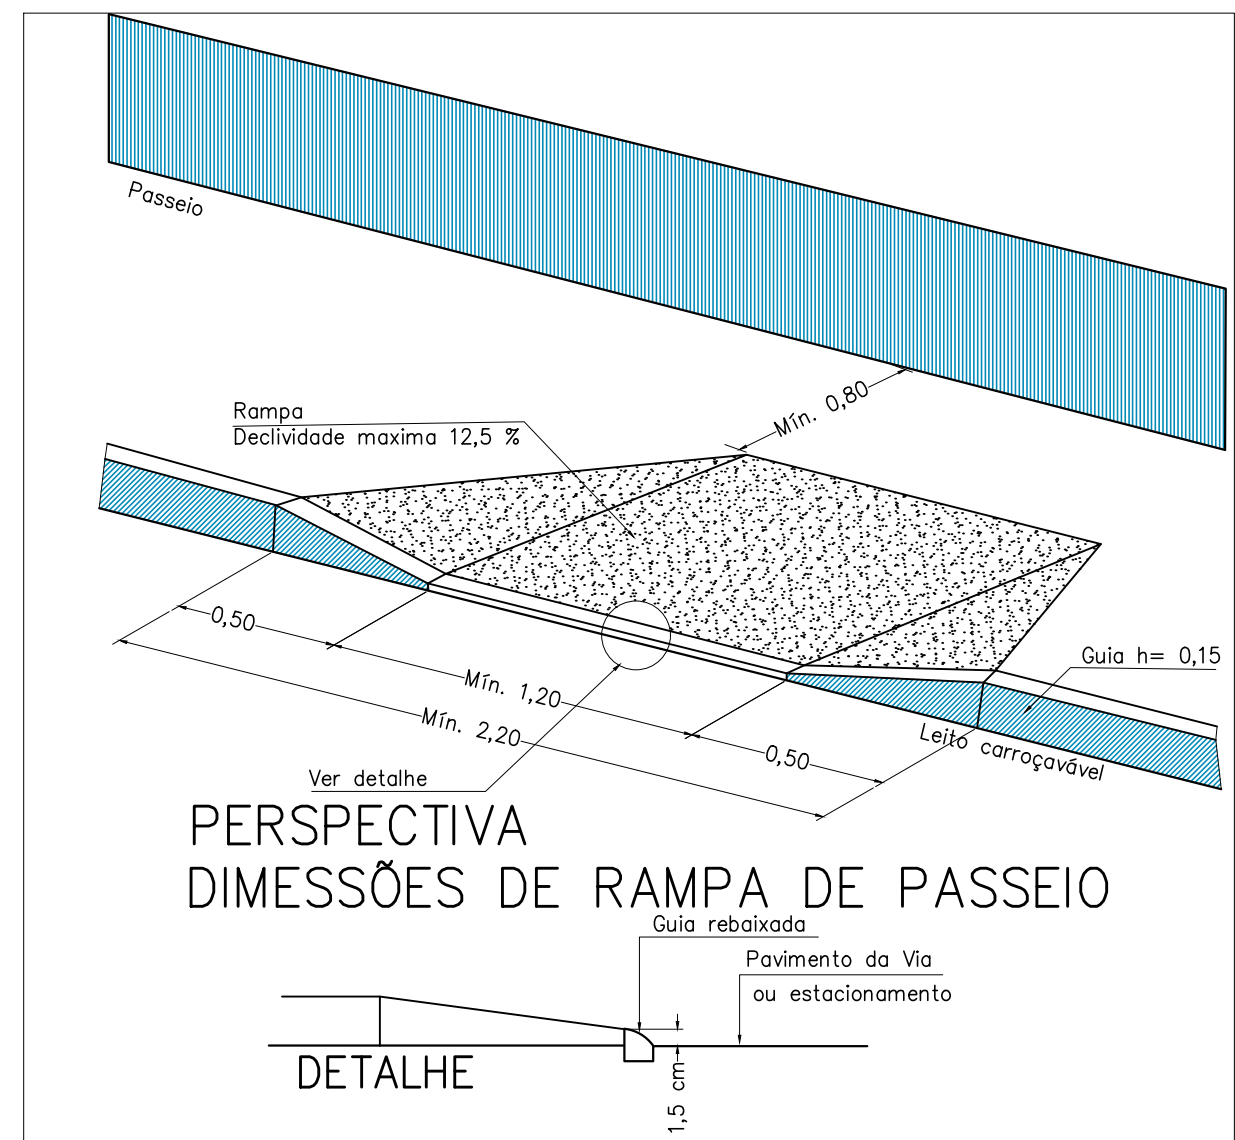 Passeio
Mín. 0,80
Rampa
Declividade maxima 12,5 %
0,50
Guia h= 0,15
Mín. 1,20
Mín. 2,20
0,50
Leito carroçavável
Ver detalhe
PERSPECTIVA
DIMESSÕES DE RAMPA DE PASSEIO
Guia rebaixada
Pavimento da Via
ou estacionamento
DETALHE
1,5 cm